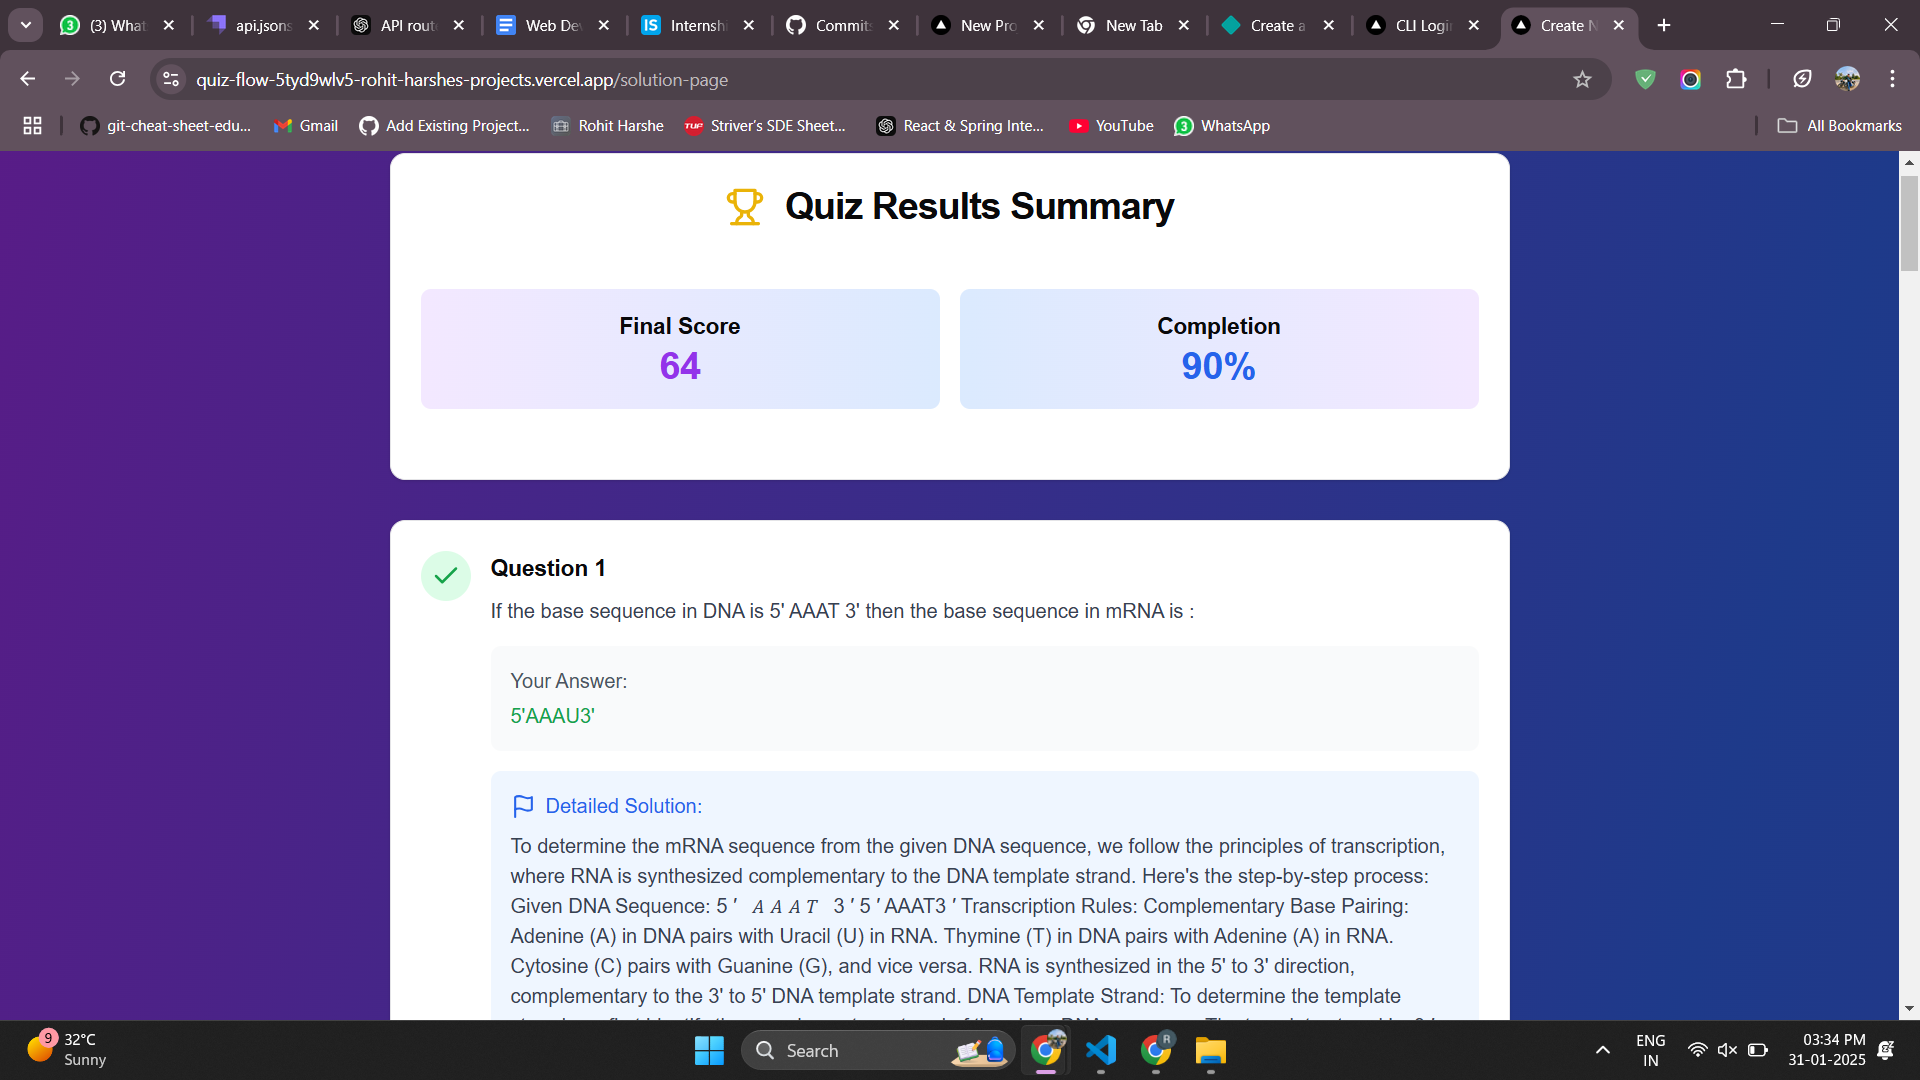 (3) What
api.jsons
API rout
Web De
Internsh
Commits
New Pro
New Tab
Create a
CLI Logi
Create N
quiz-flow-5tyd9wlv5-rohit-harshes-projects.vercel.app/solution-page
git-cheat-sheet-edu...
Gmail
Add Existing Project...
Rohit Harshe
TUF
Striver's SDE Sheet...
React & Spring Inte...
YouTube
3
WhatsApp
All Bookmarks
Quiz Results Summary
Final Score
64
Completion
90%
Question 1
If the base sequence in DNA is 5' AAAT 3' then the base sequence in mRNA is :
Your Answer:
5'AAAU3'
Detailed Solution:
To determine the mRNA sequence from the given DNA sequence, we follow the principles of transcription,
where RNA is synthesized complementary to the DNA template strand. Here's the step-by-step process:
Given DNA Sequence: 5 ′ 𝐴 𝐴 𝐴 𝑇 3 ′ 5 ′ AAAT3 ′ Transcription Rules: Complementary Base Pairing:
Adenine (A) in DNA pairs with Uracil (U) in RNA. Thymine (T) in DNA pairs with Adenine (A) in RNA.
Cytosine (C) pairs with Guanine (G), and vice versa. RNA is synthesized in the 5' to 3' direction,
complementary to the 3' to 5' DNA template strand. DNA Template Strand: To determine the template
9
32°C
Sunny
Search
R
ENG
IN
03:34 PM
31-01-2025